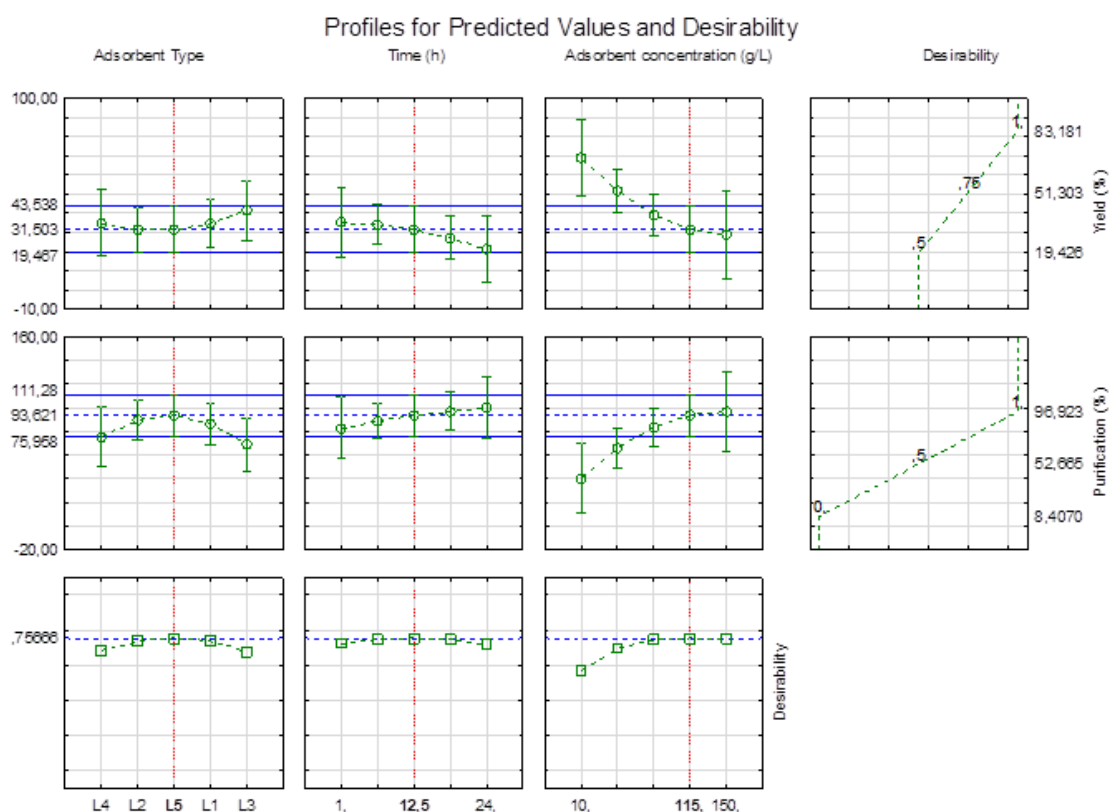 Profiles for Predicted Values and Desirability
Adsorbent Type
Time (h)
Adsorbent concentration (g/L)
Desirability
100,00
43,538
31,503
19,467
-10,00
1,
,75
,5
83,181
51,303
19,426
Yield (%)
160,00
111,28
93,621
75,958
-20,00
1,
,5
0,
96,923
52,665
8,4070
Purification (%)
,75666
Desirability
L4 L2 L5 L1 L3
1, 12,5 24,
10, 115, 150,